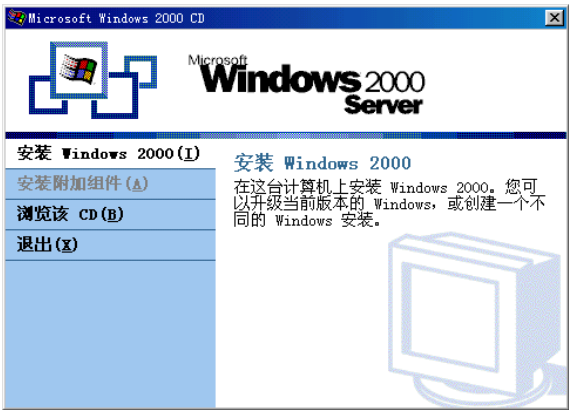 Microsoft Windows 2000 CD
Microsoft
Windows 2000
Server
安装 Windows 2000(I)
安装附加组件(A)
浏览该 CD(B)
退出(X)
安装 Windows 2000
在这台计算机上安装 Windows 2000。您可
以升级当前版本的 Windows，或创建一个不
同的 Windows 安装。